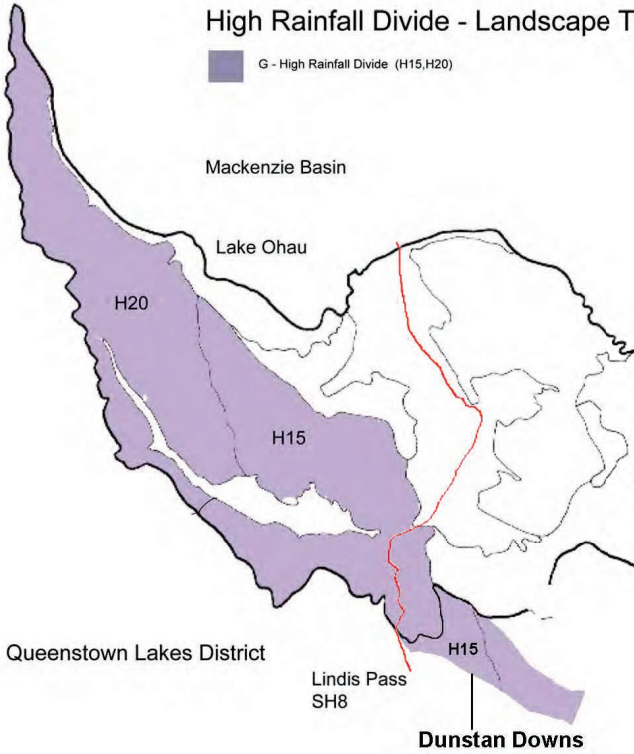 High Rainfall Divide - Landscape T
G - High Rainfall Divide (H15,H20)
Mackenzie Basin
Lake Ohau
H20
H15
Queenstown Lakes District
H15
Lindis Pass
SH8
Dunstan Downs